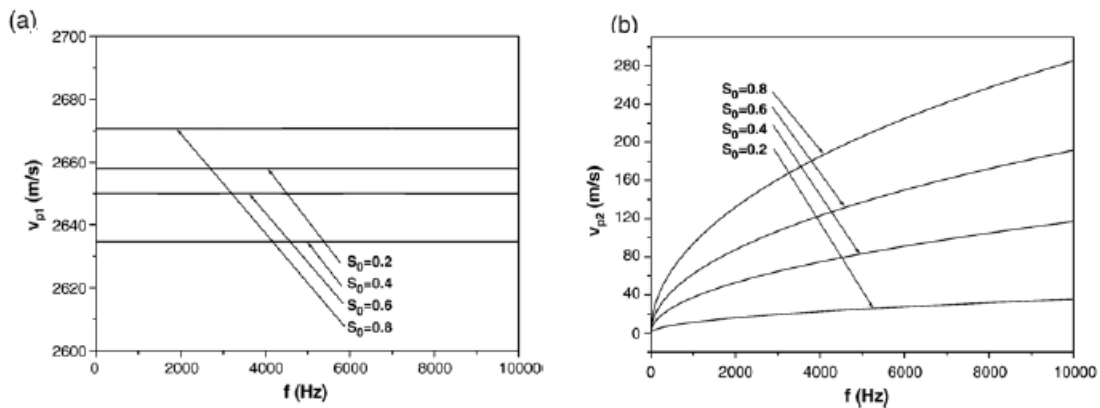 (a)
2700
2680
2660
2640
2620
2600
v_p1 (m/s)
S_0=0.2
S_0=0.4
S_0=0.6
S_0=0.8
0 2000 4000 6000 8000 10000
f (Hz)
(b)
280
240
200
160
120
80
40
0
v_p2 (m/s)
S_0=0.8
S_0=0.6
S_0=0.4
S_0=0.2
0 2000 4000 6000 8000 10000
f (Hz)